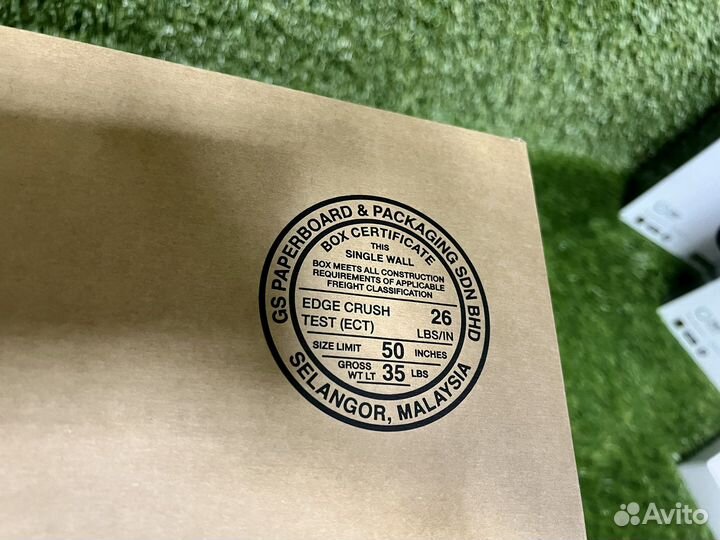 GS PAPERBOARD & PACKAGING SDN BHD
BOX CERTIFICATE
THIS
SINGLE WALL
BOX MEETS ALL CONSTRUCTION
REQUIREMENTS OF APPLICABLE
FREIGHT CLASSIFICATION
EDGE CRUSH
TEST (ECT) 26
LBS/IN
SIZE LIMIT 50 INCHES
GROSS
WT LT 35 LBS
SELANGOR, MALAYSIA
Avito